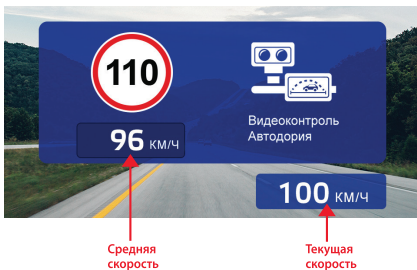 110
96 КМ/Ч
Видеоконтроль
Автодория
100 КМ/Ч
Средняя
скорость
Текущая
скорость